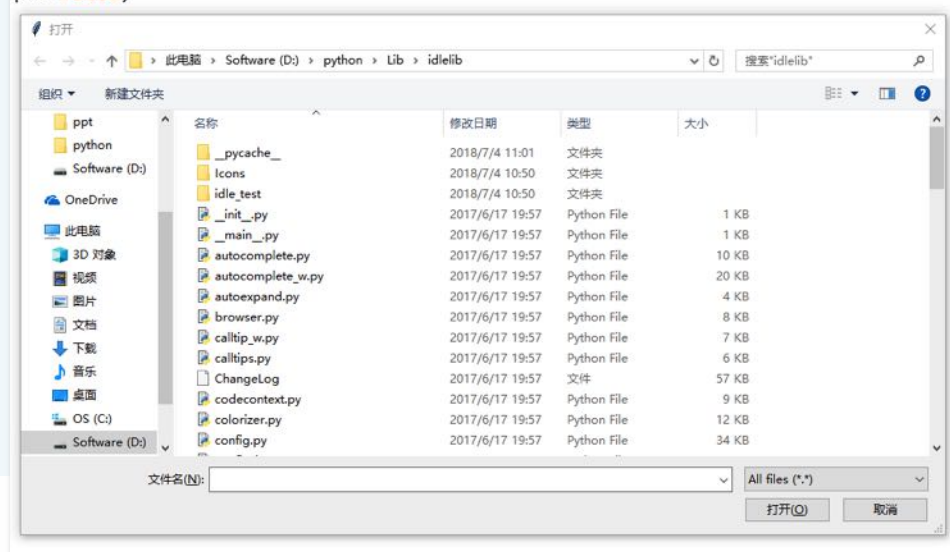 打开
此电脑 > Software (D:) > python > Lib > idlelib
搜索"idlelib"
组织 新建文件夹
ppt
python
Software (D:)
OneDrive
此电脑
3D 对象
视频
图片
文档
下载
音乐
桌面
OS (C:)
Software (D:)
名称 修改日期 类型 大小
__pycache__ 2018/7/4 11:01 文件夹
Icons 2018/7/4 10:50 文件夹
idle_test 2018/7/4 10:50 文件夹
__init__.py 2017/6/17 19:57 Python File 1 KB
__main__.py 2017/6/17 19:57 Python File 1 KB
autocomplete.py 2017/6/17 19:57 Python File 10 KB
autocomplete_w.py 2017/6/17 19:57 Python File 20 KB
autoexpand.py 2017/6/17 19:57 Python File 4 KB
browser.py 2017/6/17 19:57 Python File 8 KB
calltip_w.py 2017/6/17 19:57 Python File 7 KB
calltips.py 2017/6/17 19:57 Python File 6 KB
ChangeLog 2017/6/17 19:57 文件 57 KB
codecontext.py 2017/6/17 19:57 Python File 9 KB
colorizer.py 2017/6/17 19:57 Python File 12 KB
config.py 2017/6/17 19:57 Python File 34 KB
文件名(N):
All files (*.*)
打开(O) 取消